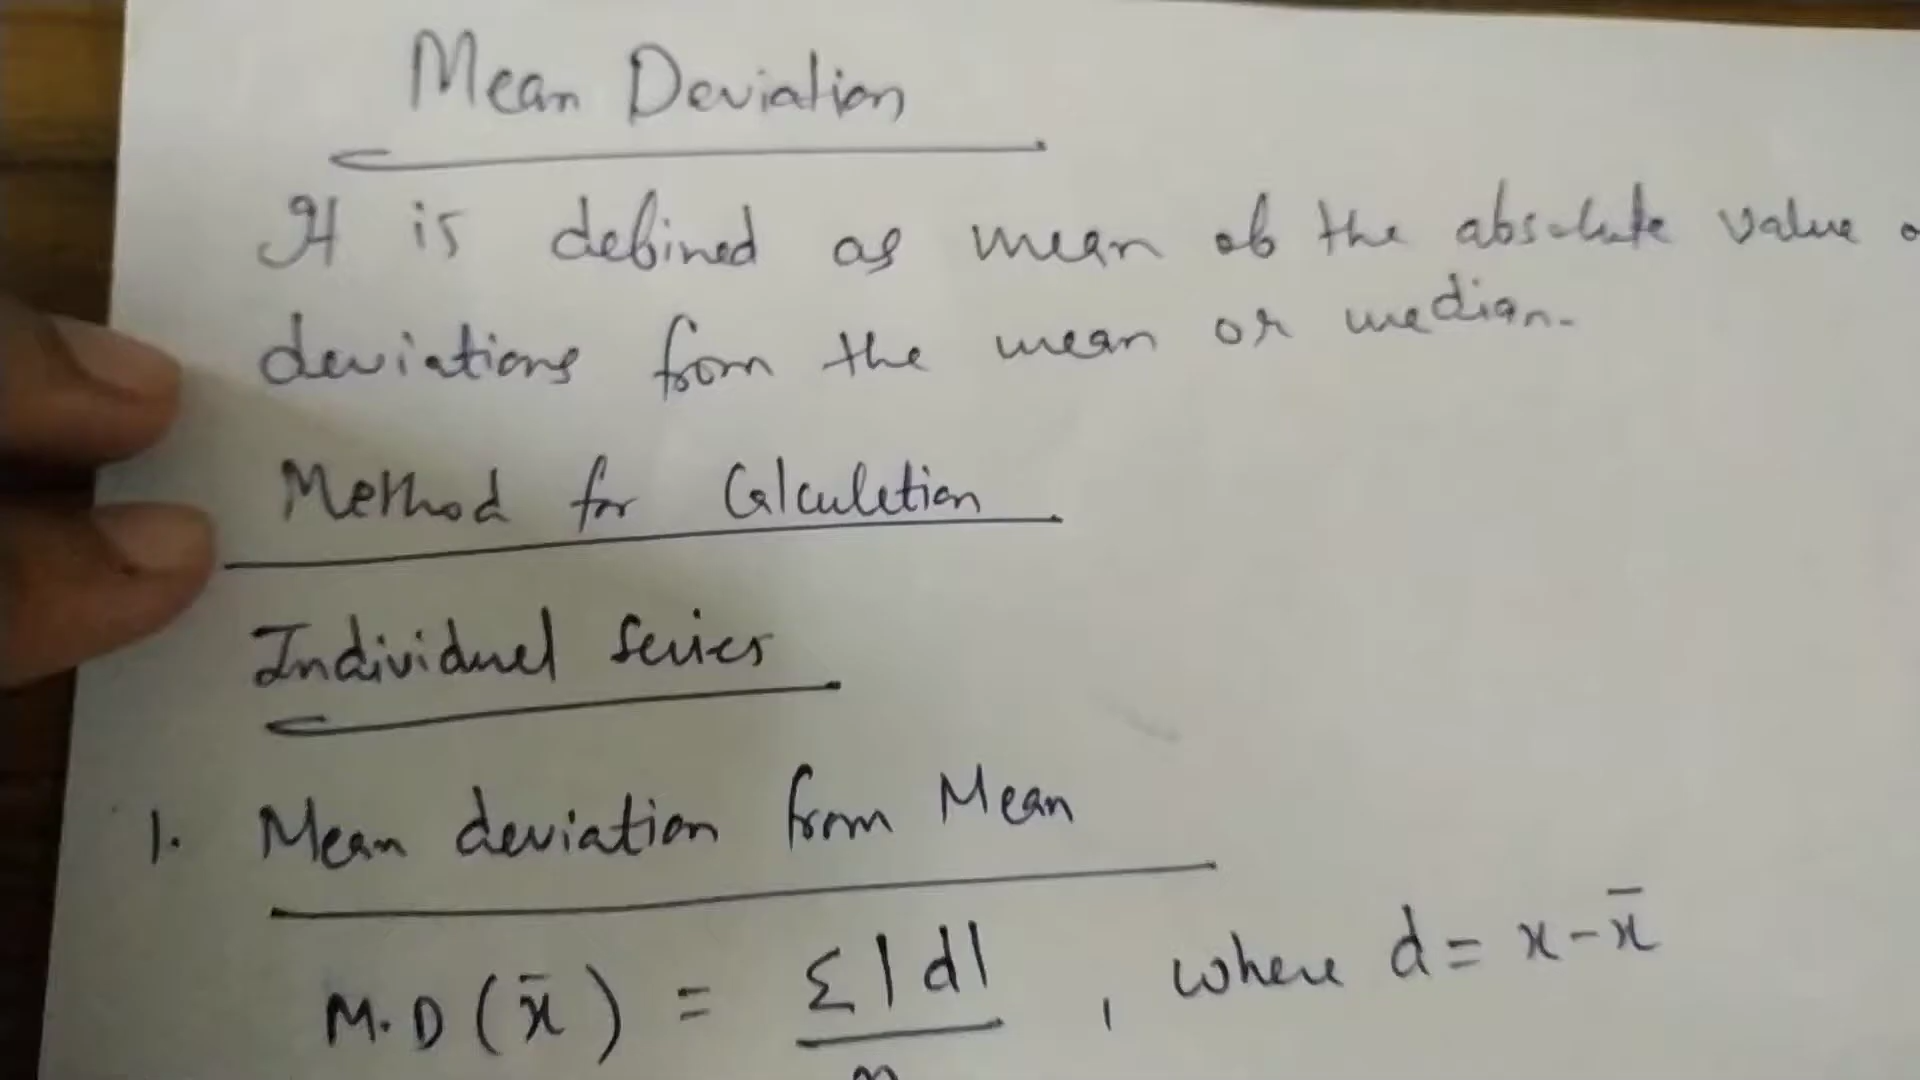 Mean Deviation
It is defined as mean of the absolute value
deviations from the mean or median.
Method for Calculation
Individual Series
1. Mean deviation from Mean
M.D (x̄) = Σ|d| / n , where d = x - x̄